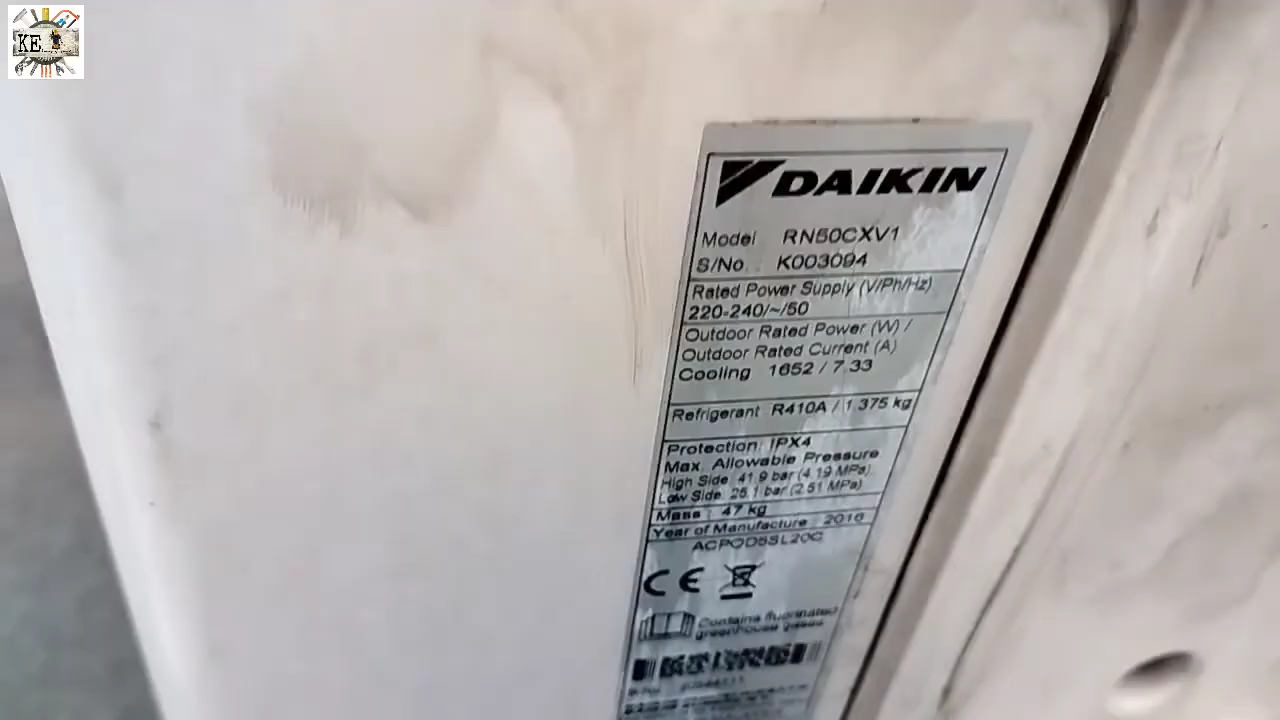 KE
DAIKIN
Model RN50CXV1
S/No. K003094
Rated Power Supply (V/Ph/Hz)
220-240/~/50
Outdoor Rated Power (W) /
Outdoor Rated Current (A)
Cooling 1652 / 7.33
Refrigerant R410A / 1.375 kg
Protection: IPX4
Max. Allowable Pressure
High Side: 41.9 bar (4.19 MPa)
Low Side: 25.1 bar (2.51 MPa)
Mass : 47 kg
Year of Manufacture : 2016
CE
Contains fluorinated
greenhouse gases